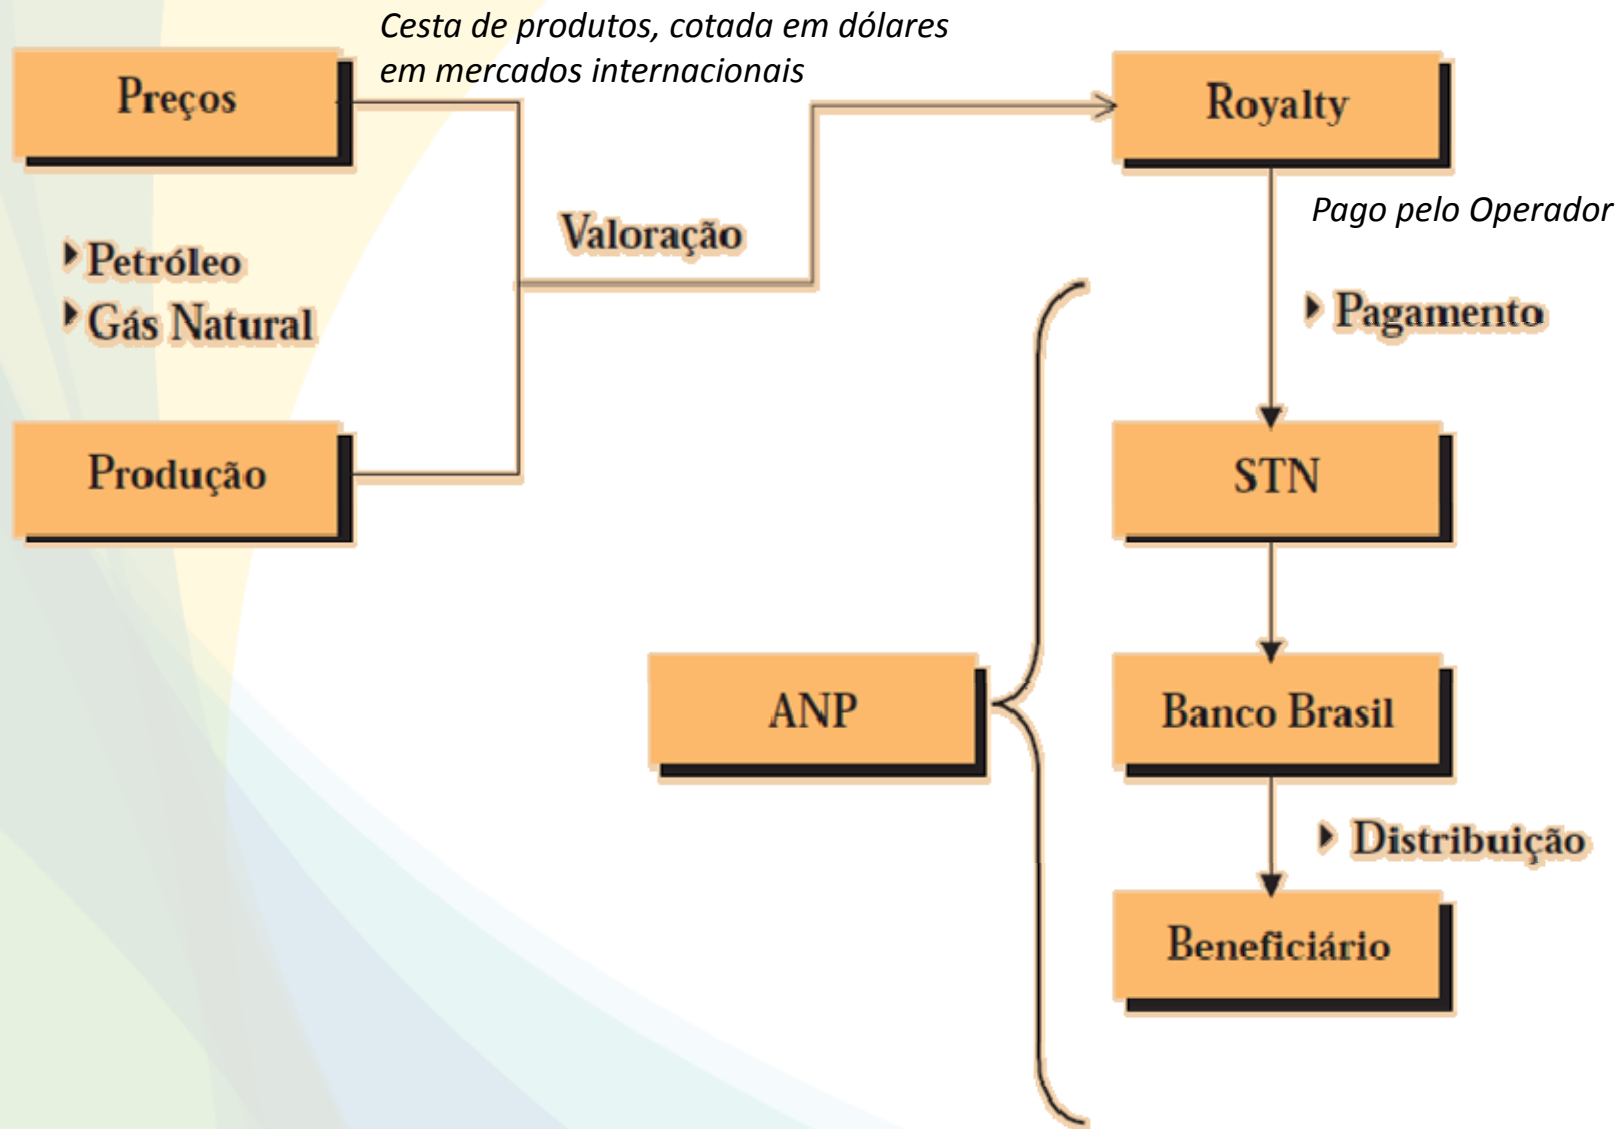 Cesta de produtos, cotada em dólares
em mercados internacionais
Preços
Royalty
Pago pelo Operador
Valoração
Petróleo
Gás Natural
Pagamento
Produção
STN
ANP
Banco Brasil
Distribuição
Beneficiário